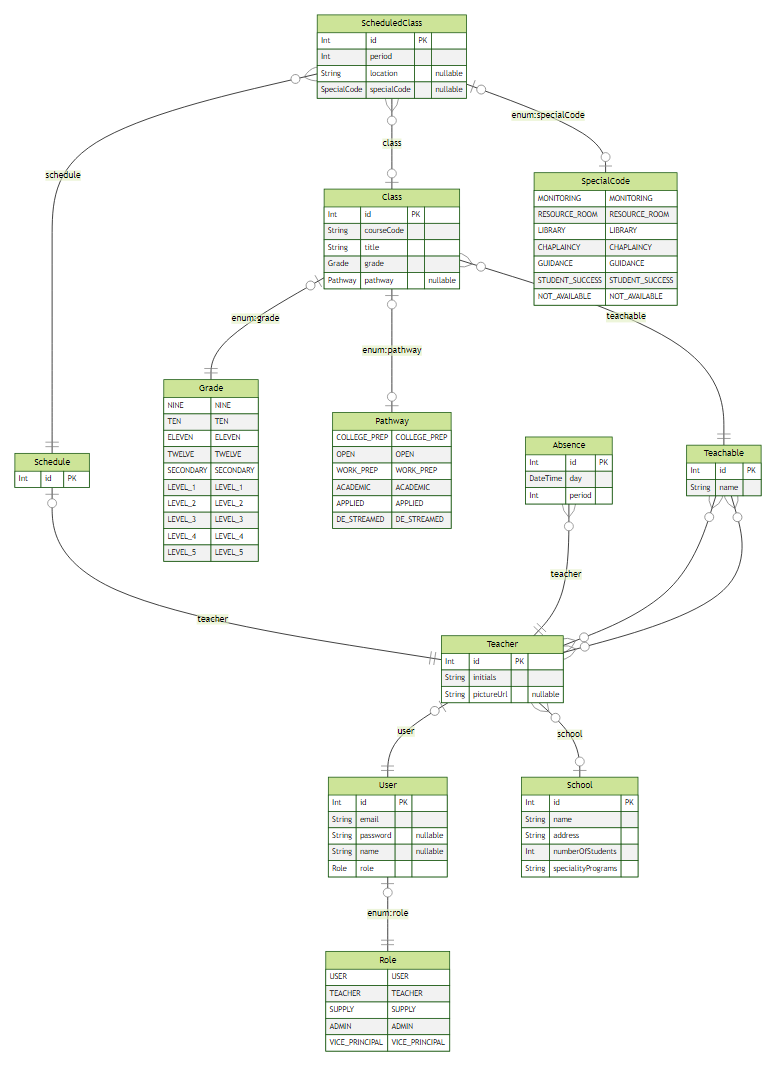 ScheduledClass
Int id PK
Int period
String location nullable
SpecialCode specialCode nullable
enum:specialCode
class
schedule
SpecialCode
MONITORING MONITORING
RESOURCE_ROOM RESOURCE_ROOM
LIBRARY LIBRARY
CHAPLAINCY CHAPLAINCY
GUIDANCE GUIDANCE
STUDENT_SUCCESS STUDENT_SUCCESS
NOT_AVAILABLE NOT_AVAILABLE
Class
Int id PK
String courseCode
String title
Grade grade
Pathway pathway nullable
enum:grade
teachable
enum:pathway
Grade
NINE NINE
TEN TEN
ELEVEN ELEVEN
TWELVE TWELVE
SECONDARY SECONDARY
LEVEL_1 LEVEL_1
LEVEL_2 LEVEL_2
LEVEL_3 LEVEL_3
LEVEL_4 LEVEL_4
LEVEL_5 LEVEL_5
Pathway
COLLEGE_PREP COLLEGE_PREP
OPEN OPEN
WORK_PREP WORK_PREP
ACADEMIC ACADEMIC
APPLIED APPLIED
DE_STREAMED DE_STREAMED
Absence
Int id PK
DateTime day
Int period
Teachable
Int id PK
String name
Schedule
Int id PK
teacher
teacher
Teacher
Int id PK
String initials
String pictureUrl nullable
user
school
User
Int id PK
String email
String password nullable
String name nullable
Role role
School
Int id PK
String name
String address
Int numberOfStudents
String specialityPrograms
enum:role
Role
USER USER
TEACHER TEACHER
SUPPLY SUPPLY
ADMIN ADMIN
VICE_PRINCIPAL VICE_PRINCIPAL